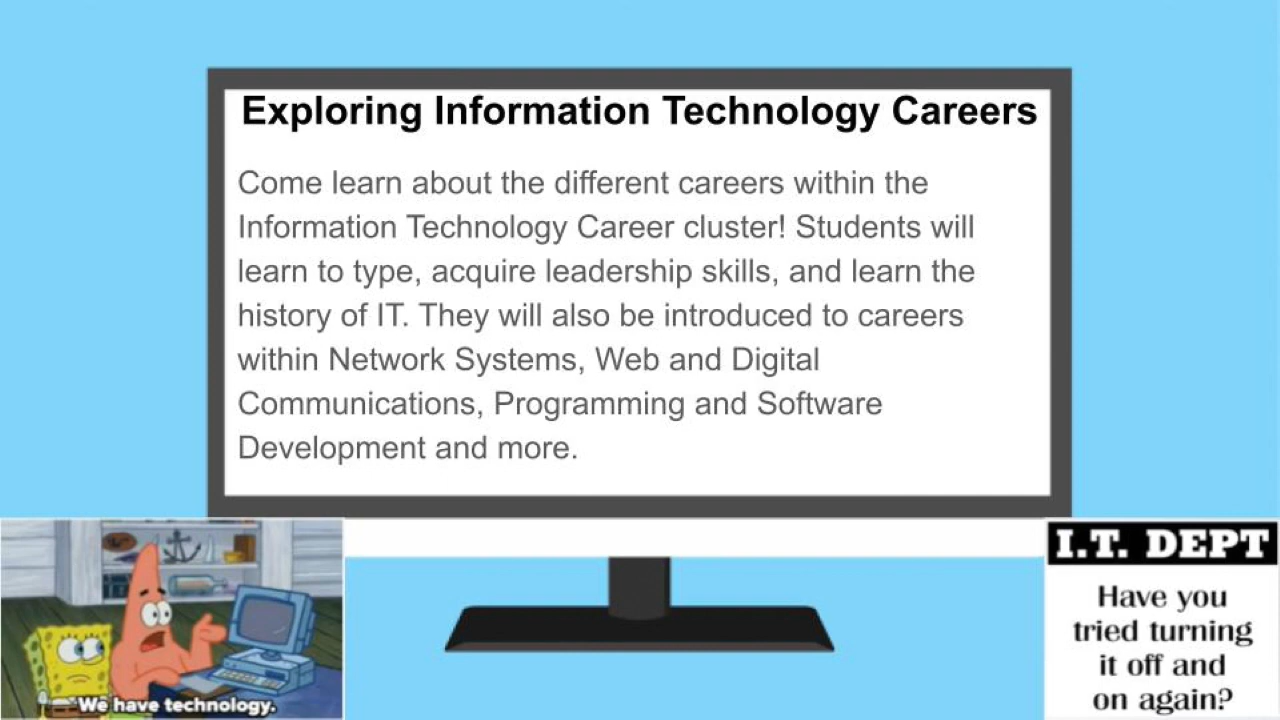 Exploring Information Technology Careers
Come learn about the different careers within the
Information Technology Career cluster! Students will
learn to type, acquire leadership skills, and learn the
history of IT. They will also be introduced to careers
within Network Systems, Web and Digital
Communications, Programming and Software
Development and more.
We have technology.
I.T. DEPT
Have you
tried turning
it off and
on again?